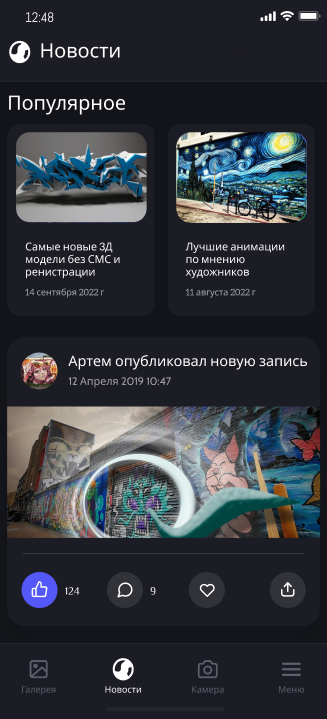 12:48
Новости
Популярное
Самые новые 3Д
модели без СМС и
ренистрации
14 сентября 2022 г
Лучшие анимации
по мнению
художников
11 августа 2022 г
Артем опубликовал новую запись
12 Апреля 2019 10:47
124
9
Галерея
Новости
Камера
Меню